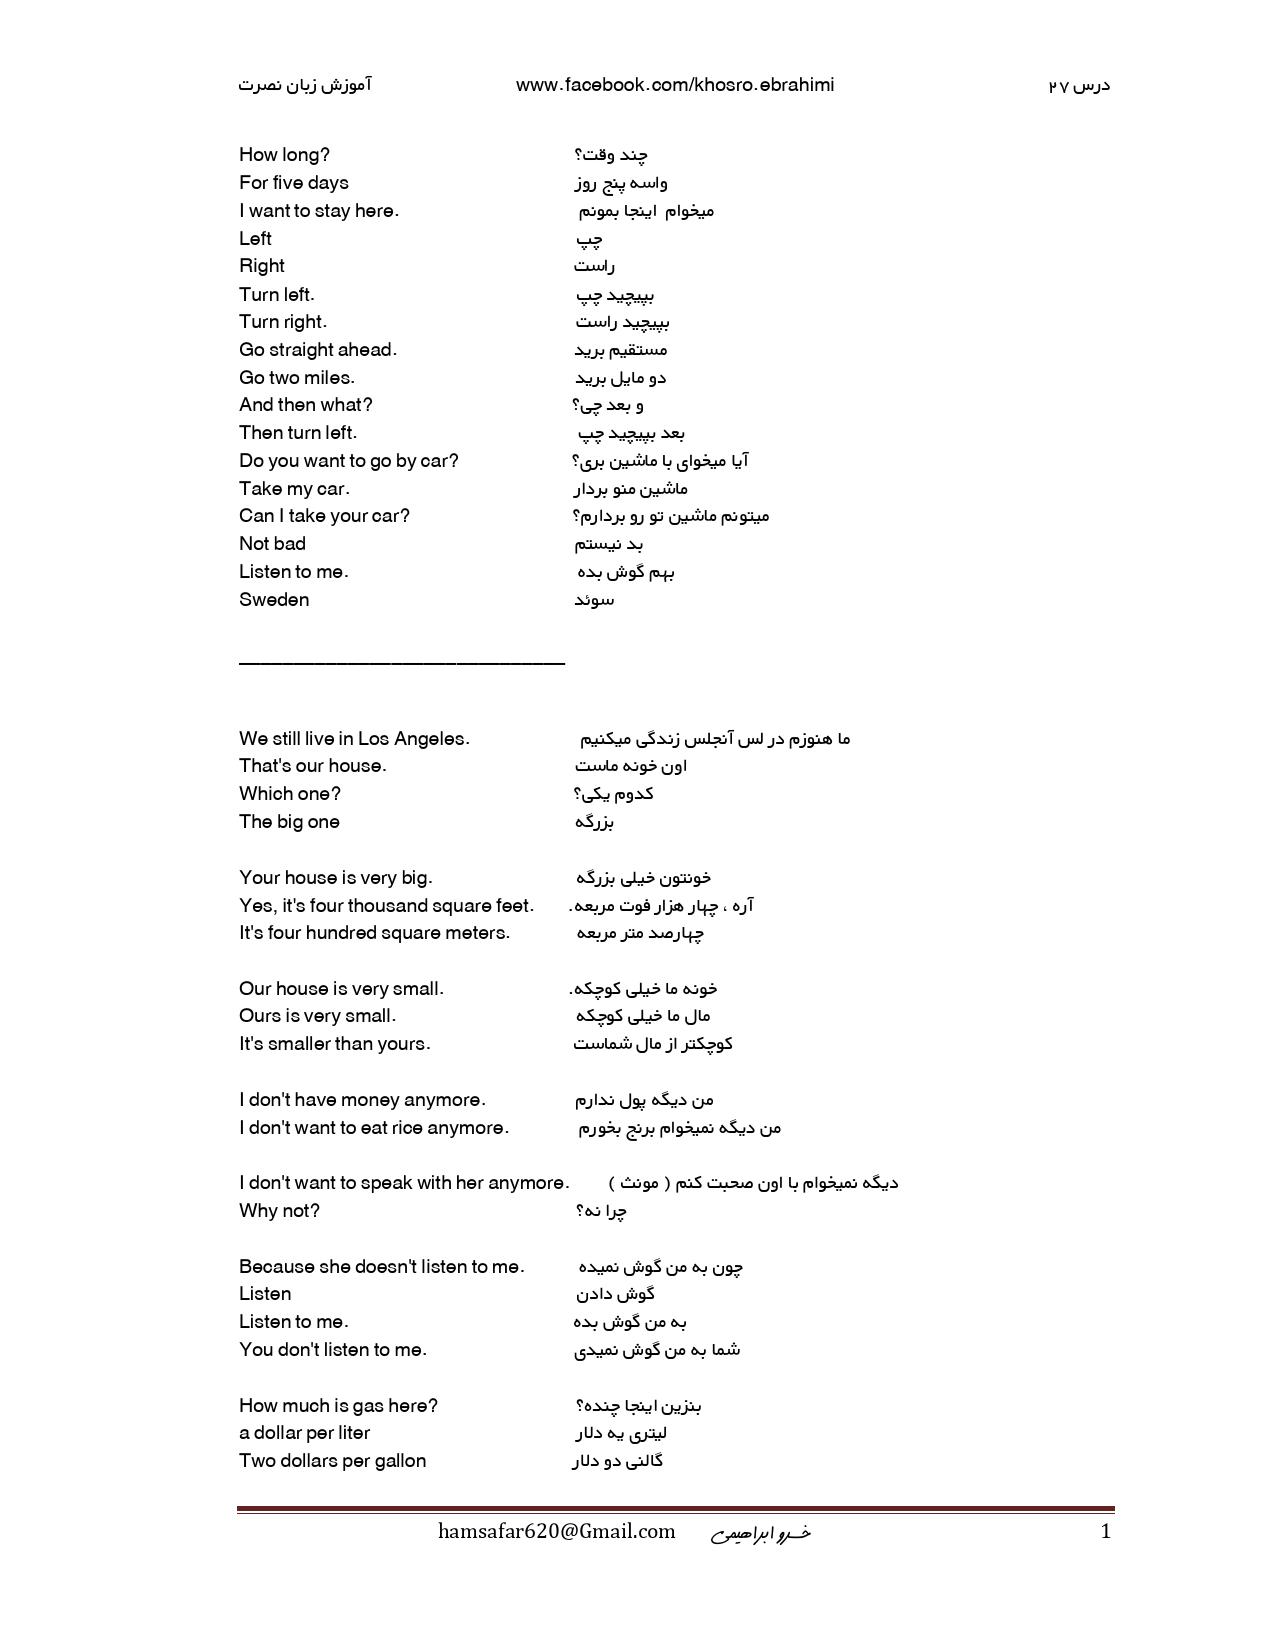 آموزش زبان نصرت www.facebook.com/khosro.ebrahimi درس ۲۷
How long? چند وقت؟
For five days واسه پنج روز
I want to stay here. میخوام اینجا بمونم
Left چپ
Right راست
Turn left. بپیچید چپ
Turn right. بپیچید راست
Go straight ahead. مستقیم برید
Go two miles. دو مایل برید
And then what? و بعد چی؟
Then turn left. بعد بپیچید چپ
Do you want to go by car? آیا میخوای با ماشین بری؟
Take my car. ماشین منو بردار
Can I take your car? میتونم ماشین تو رو بردارم؟
Not bad بد نیستم
Listen to me. بهم گوش بده
Sweden سوئد
We still live in Los Angeles. ما هنوزم در لس آنجلس زندگی میکنیم
That's our house. اون خونه ماست
Which one? کدوم یکی؟
The big one بزرگه
Your house is very big. خونتون خیلی بزرگه
Yes, it's four thousand square feet. آره ، چهار هزار فوت مربعه.
It's four hundred square meters. چهارصد متر مربعه
Our house is very small. خونه ما خیلی کوچکه.
Ours is very small. مال ما خیلی کوچکه
It's smaller than yours. کوچکتر از مال شماست
I don't have money anymore. من دیگه پول ندارم
I don't want to eat rice anymore. من دیگه نمیخوام برنج بخورم
I don't want to speak with her anymore. دیگه نمیخوام با اون صحبت کنم ( مونث )
Why not? چرا نه؟
Because she doesn't listen to me. چون به من گوش نمیده
Listen گوش دادن
Listen to me. به من گوش بده
You don't listen to me. شما به من گوش نمیدی
How much is gas here? بنزین اینجا چنده؟
a dollar per liter لیتری یه دلار
Two dollars per gallon گالنی دو دلار
hamsafar620@Gmail.com خسرو ابراهیمی 1